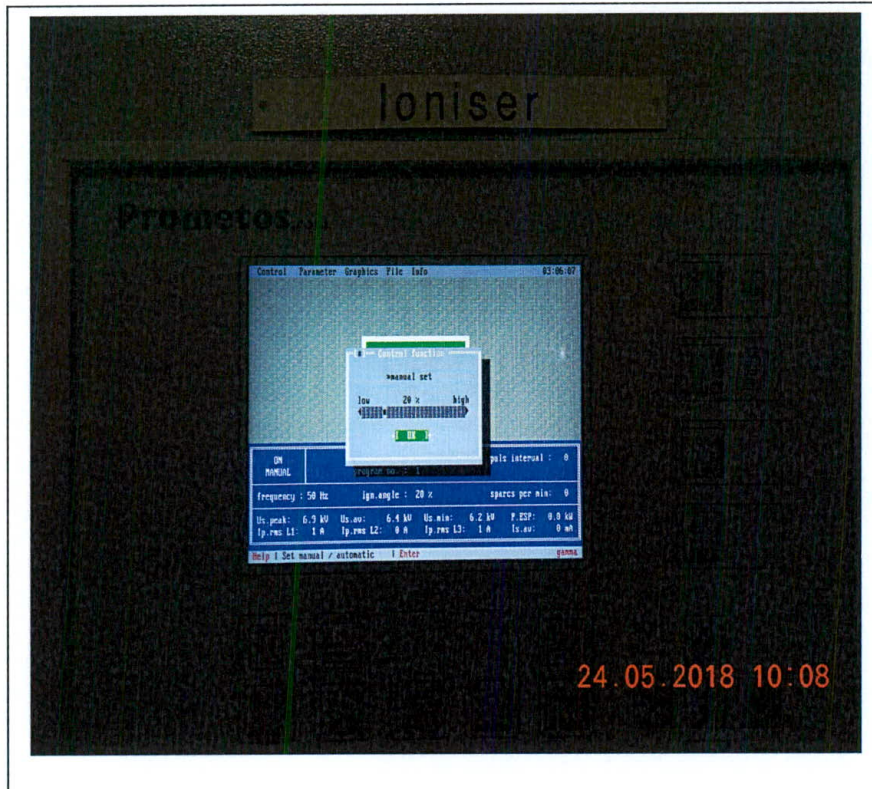 Ioniser
Prometos...
Control Parameter Graphics File Info 03:06:07
Control function
»manual set
low 20 % high
[ OK ]
ON
MANUAL
puls interval : 0
program no. : 1
frequency : 50 Hz ign.angle : 20 % sparcs per min: 0
Us.peak: 6.9 kV Us.av: 6.4 kV Us.min: 6.2 kV P.ESP: 0.0 kW
Ip.rms L1: 1 A Ip.rms L2: 0 A Ip.rms L3: 1 A Is.av: 0 mA
Help | Set manual / automatic | Enter gamma
24.05.2018 10:08